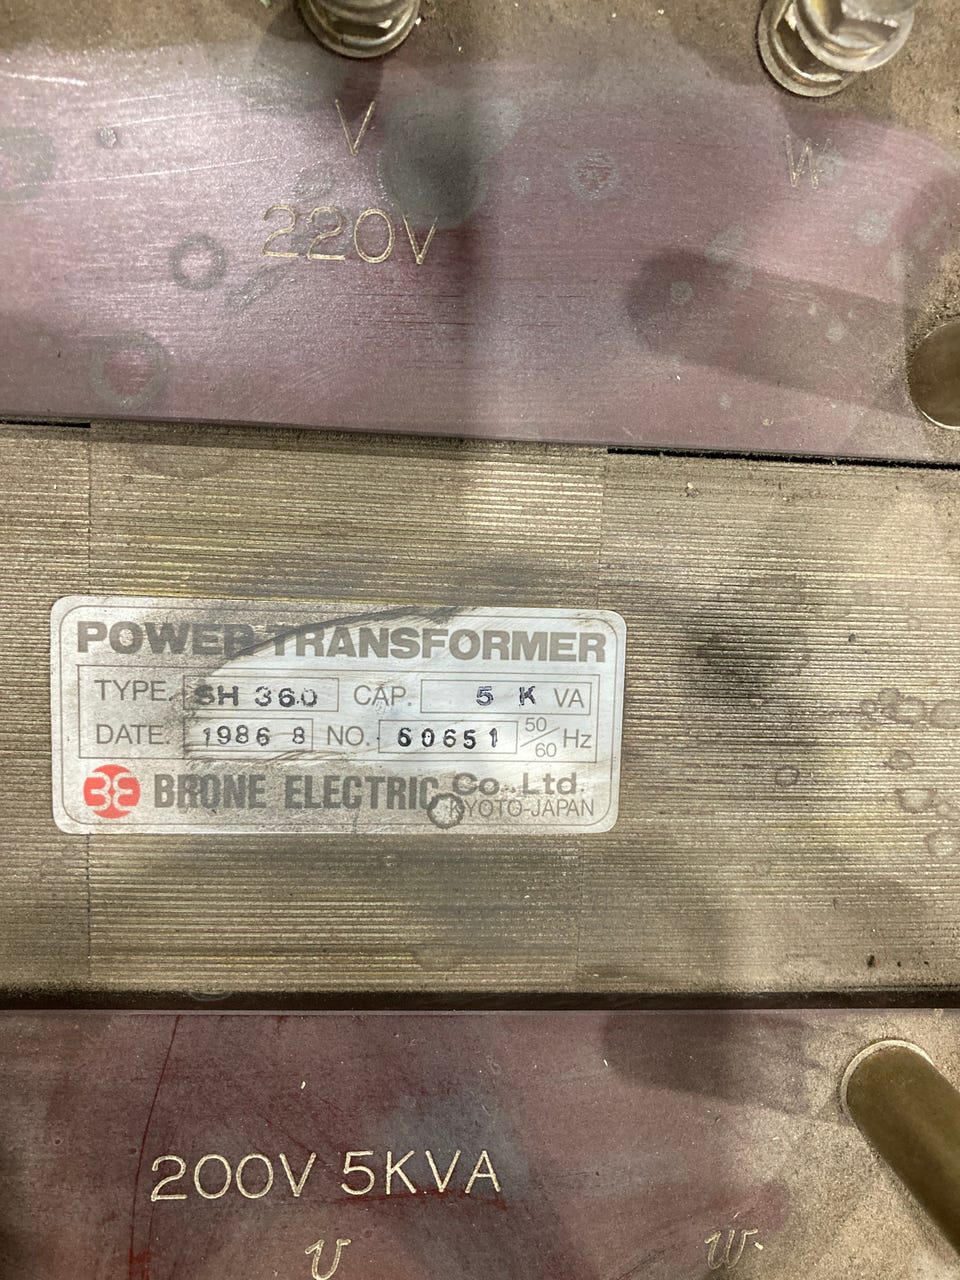 V
W
220V
POWER TRANSFORMER
TYPE. SH 360 CAP. 5 K VA
DATE. 1986 8 NO. 60651 50/60 Hz
BRONE ELECTRIC Co., Ltd.
KYOTO-JAPAN
200V 5KVA
v
w